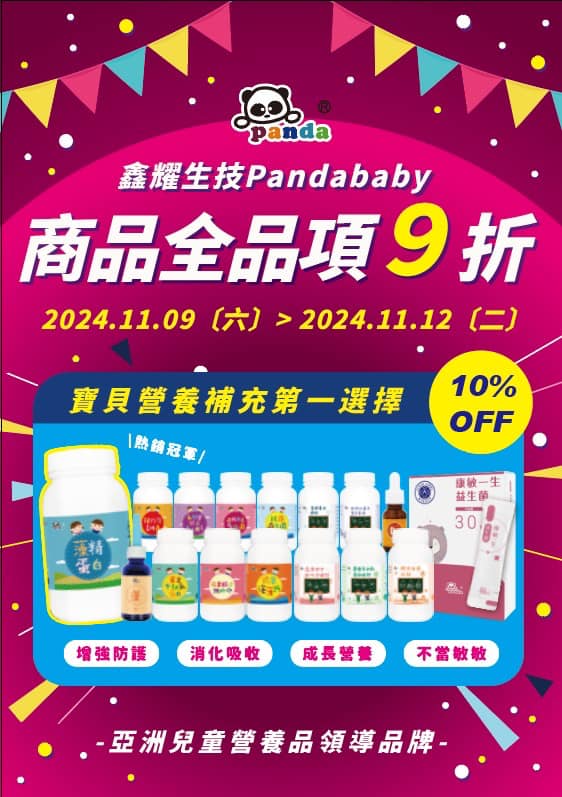 panda®
鑫耀生技Pandababy
商品全品項9折
2024.11.09〔六〕> 2024.11.12〔二〕
10%
OFF
寶貝營養補充第一選擇
\熱銷冠軍/
藻精
蛋白
康敏一生
益生菌
30
增強防護
消化吸收
成長營養
不當敏敏
-亞洲兒童營養品領導品牌-